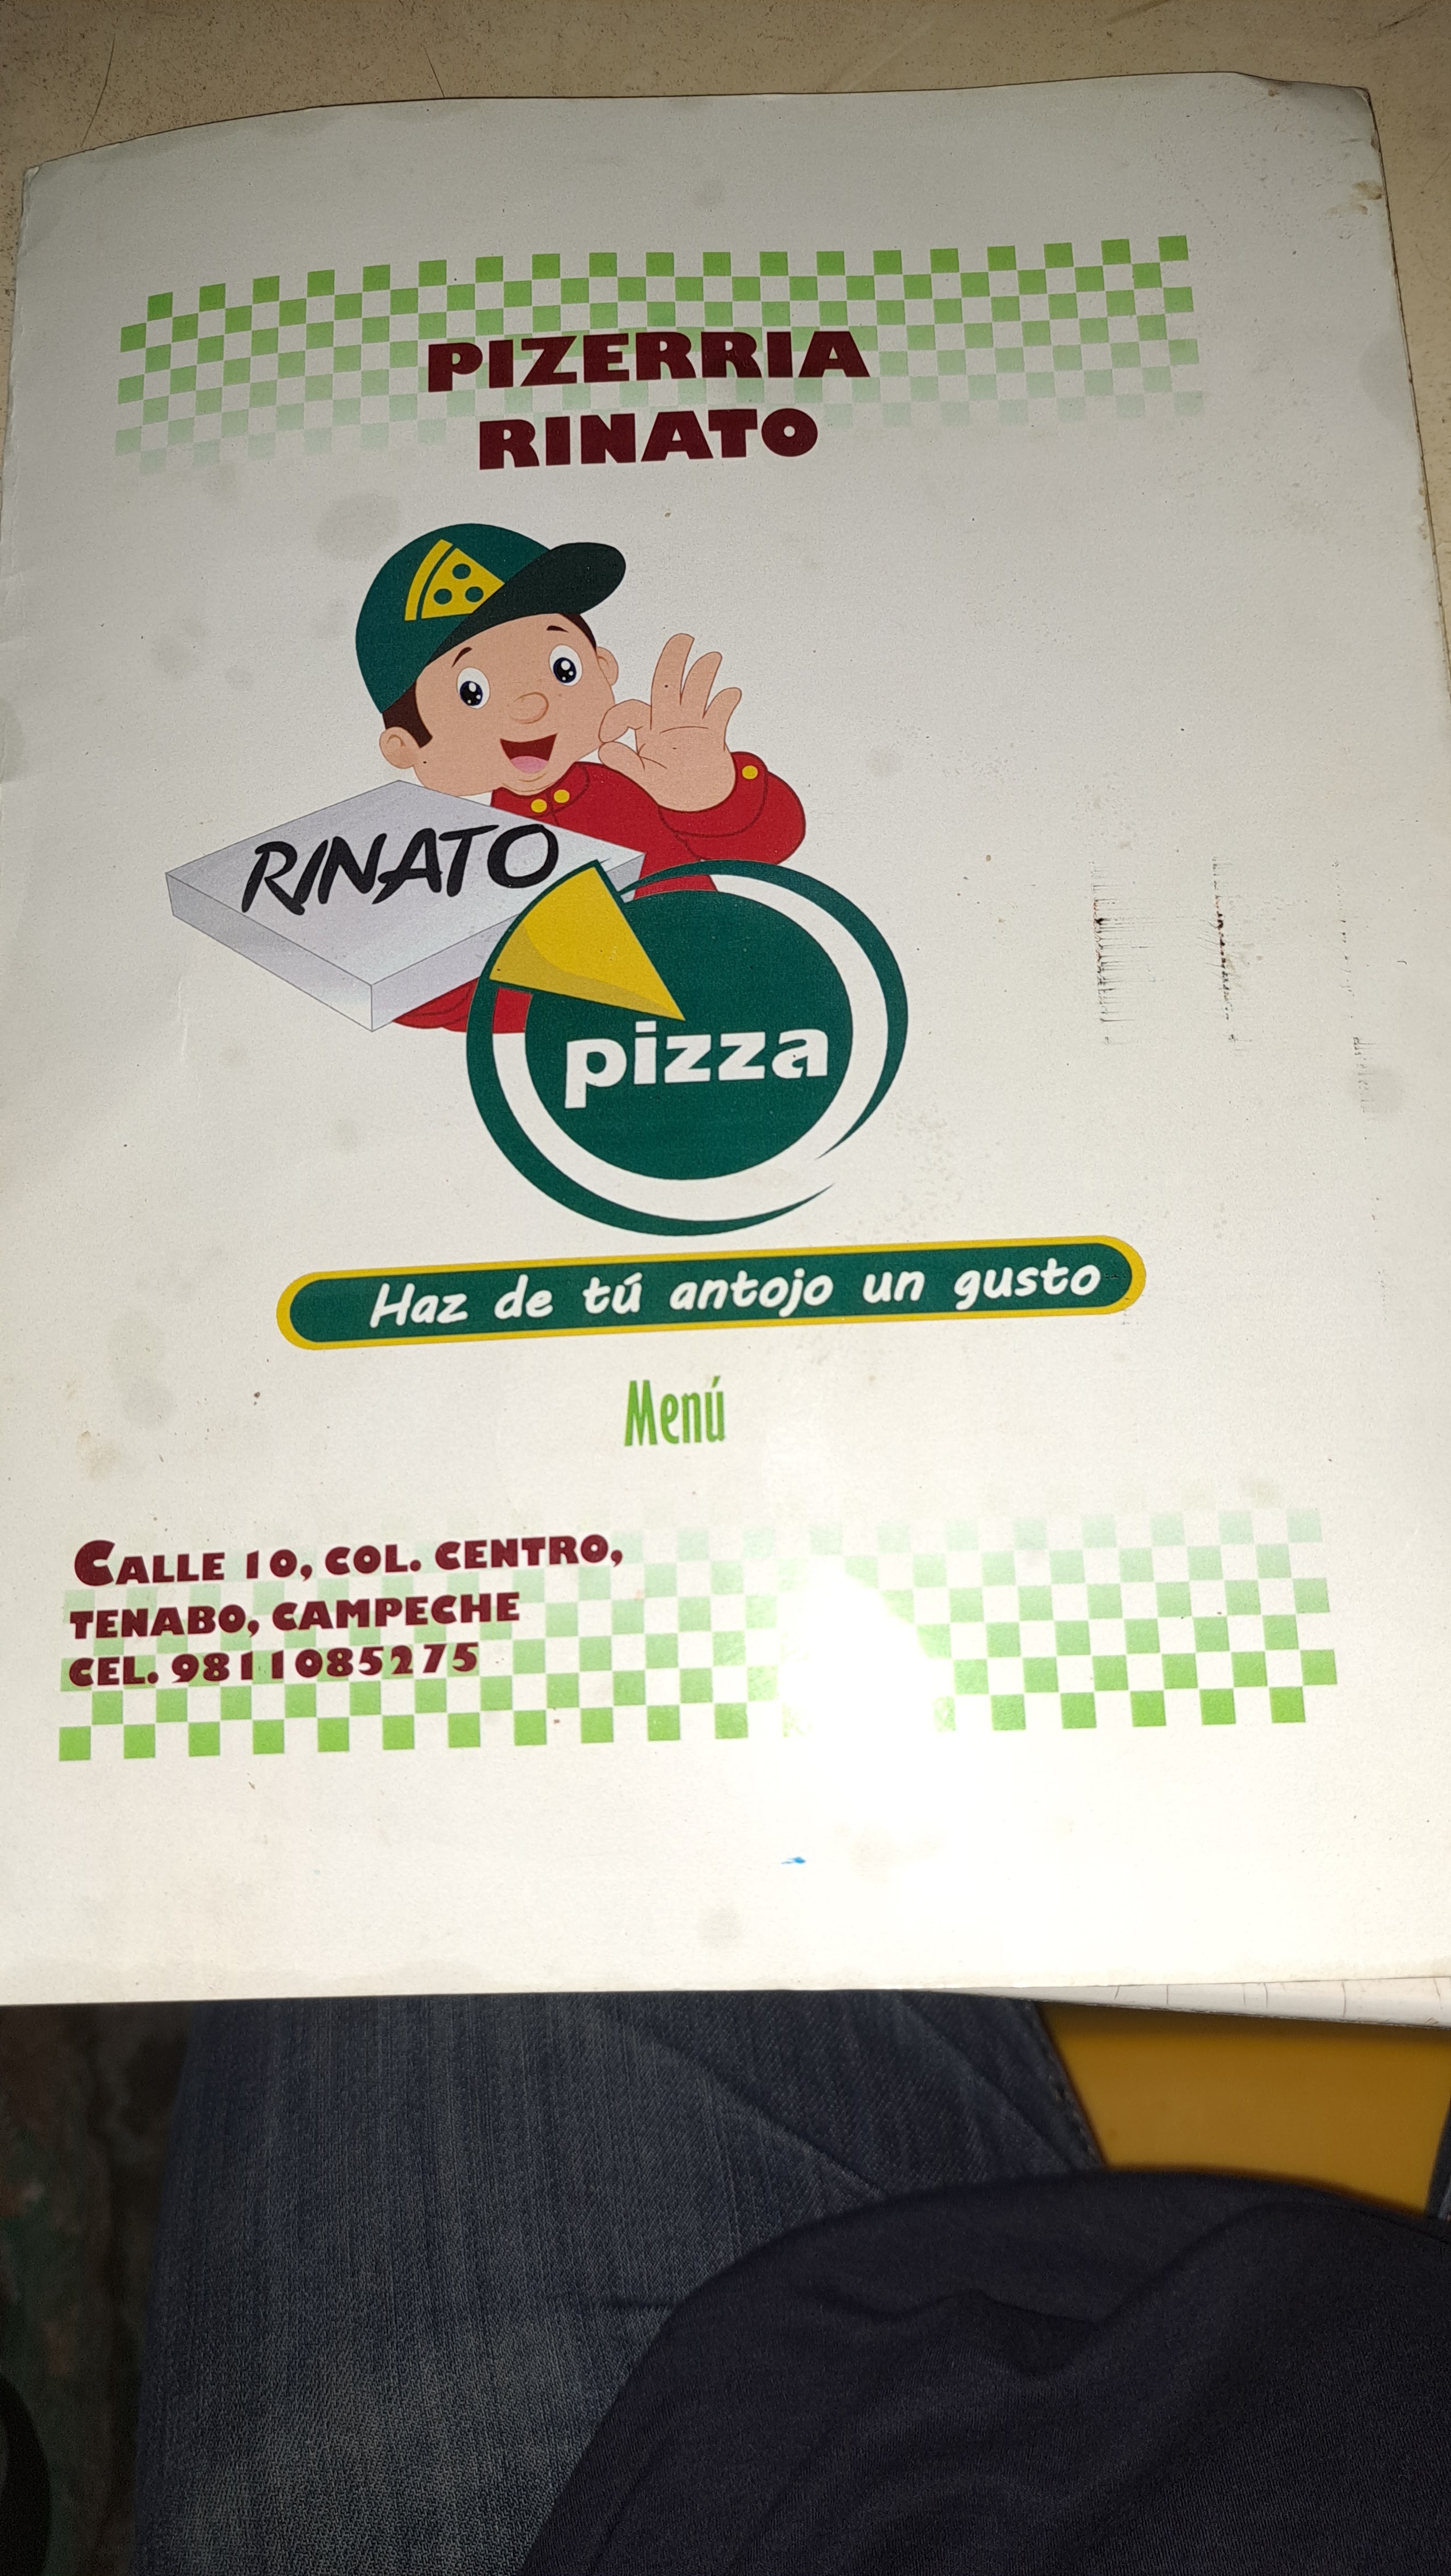 PIZERRIA
RINATO
RINATO
pizza
Haz de tú antojo un gusto
Menú
CALLE 10, COL. CENTRO,
TENABO, CAMPECHE
CEL. 9811085275